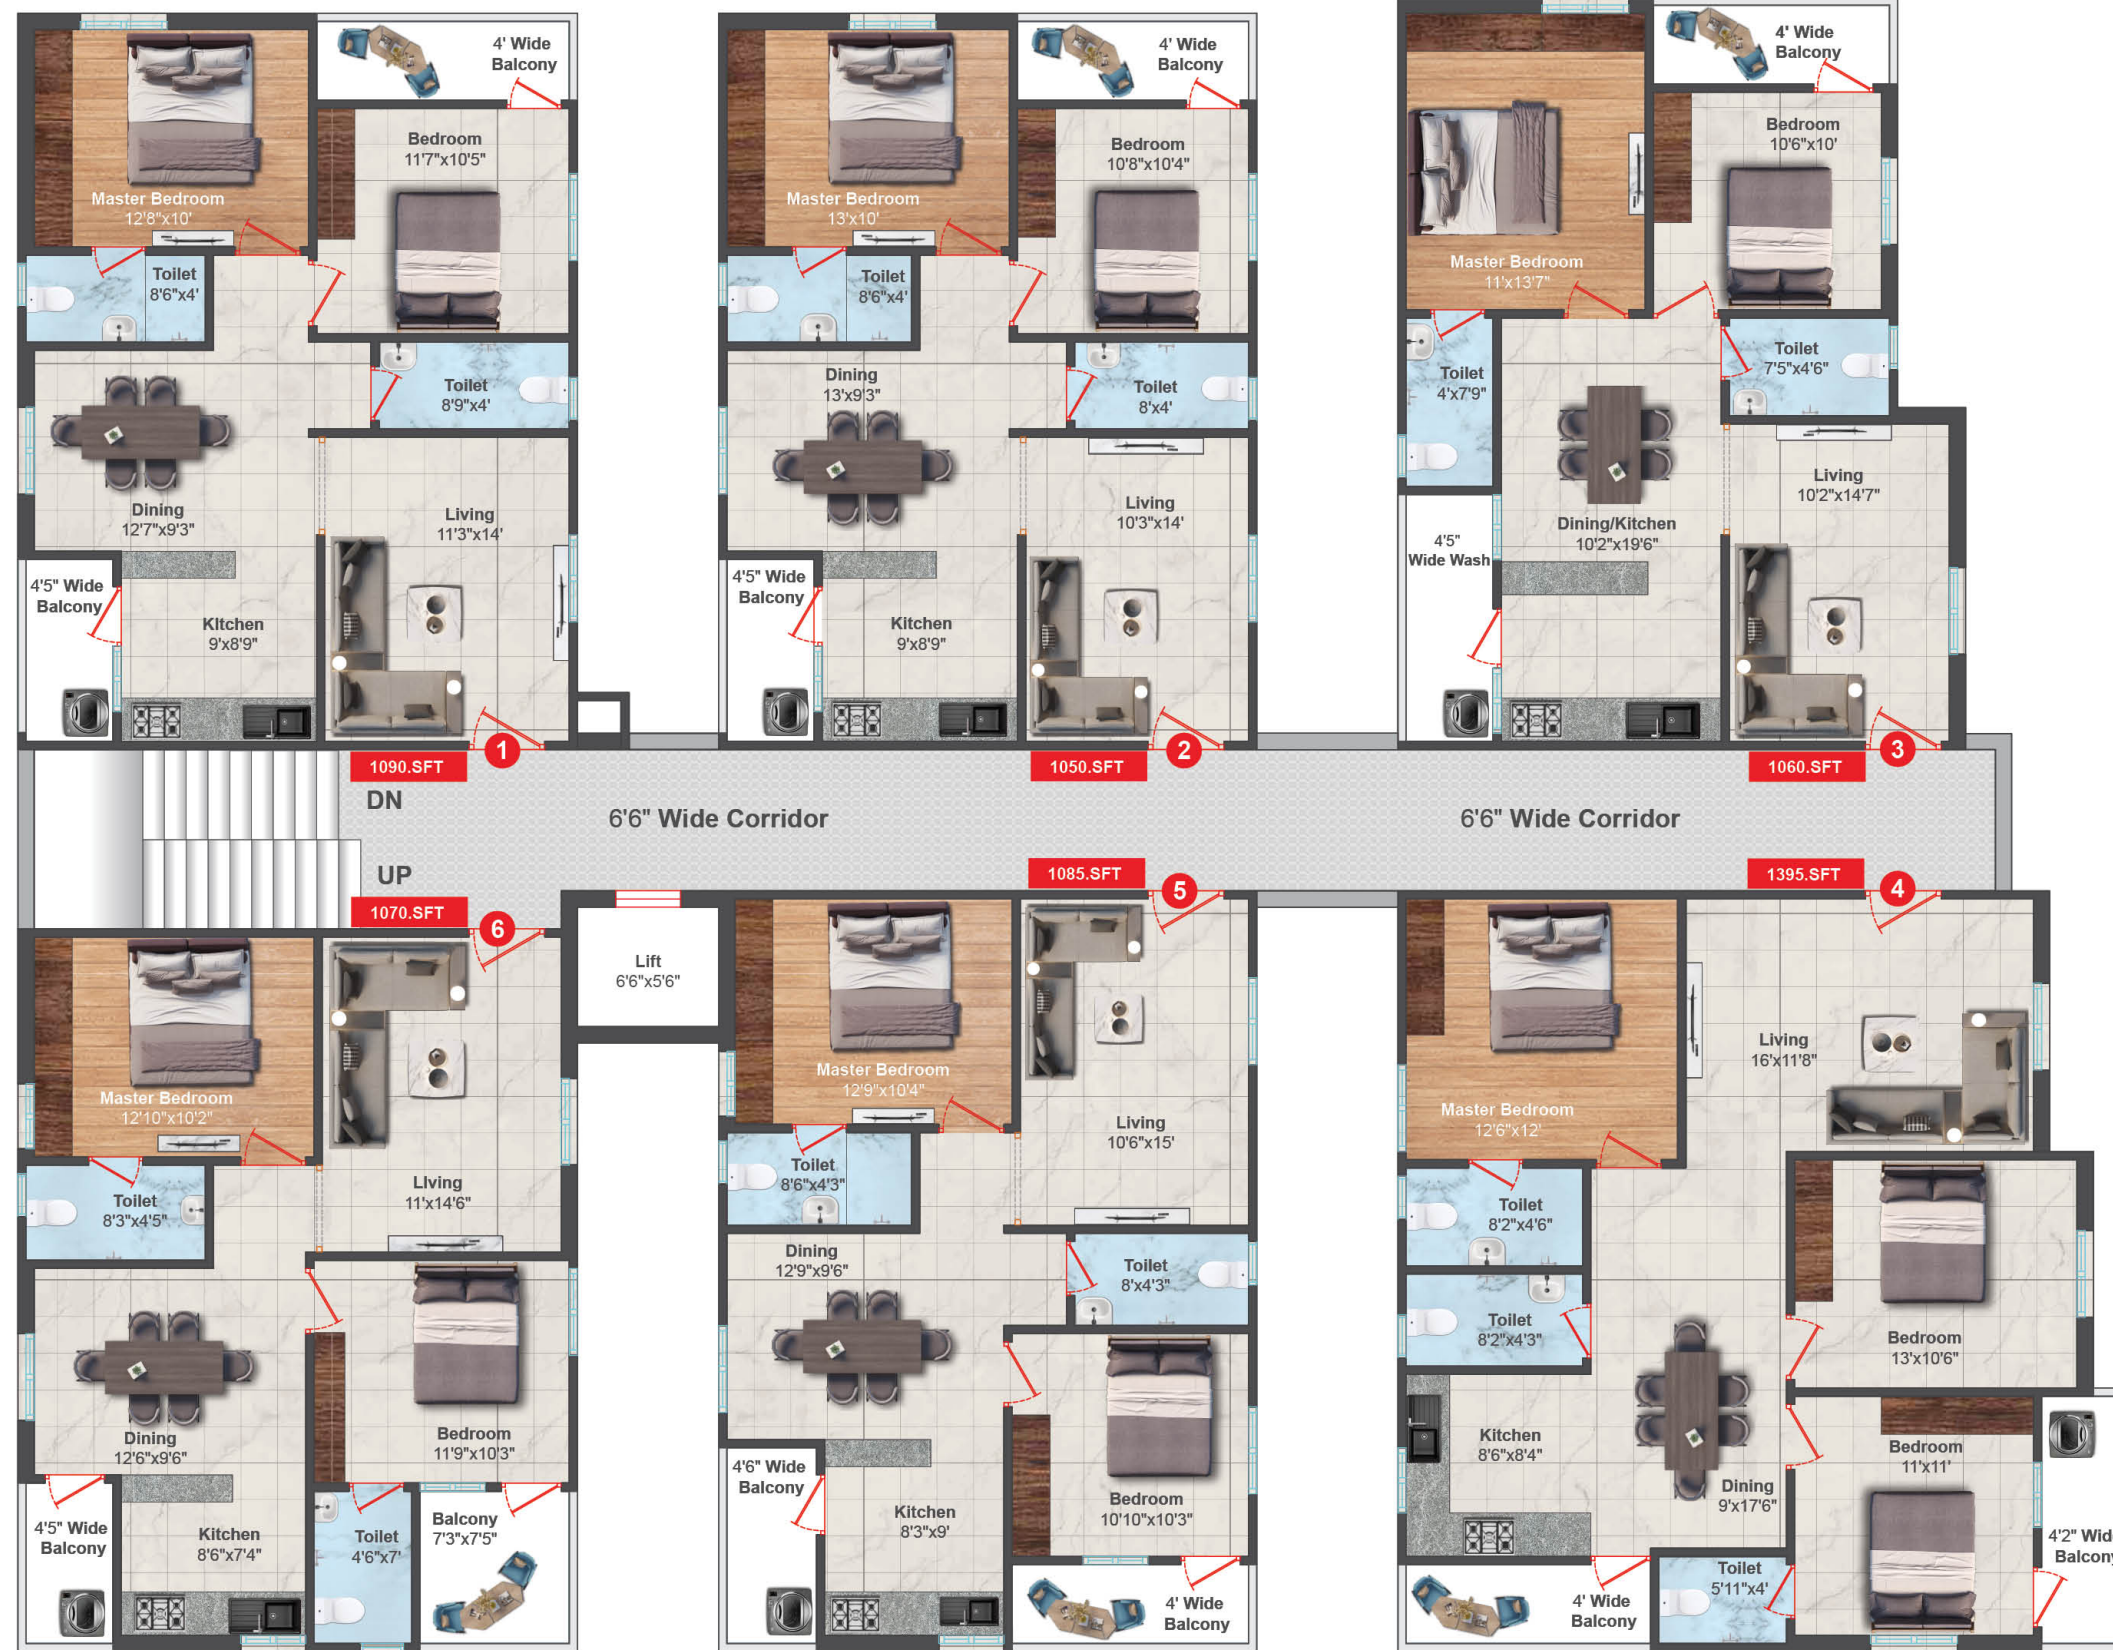 4' Wide
Balcony
Bedroom
11'7"x10'5"
Master Bedroom
12'8"x10'
Toilet
8'6"x4'
Toilet
8'9"x4'
Dining
12'7"x9'3"
Living
11'3"x14'
4'5" Wide
Balcony
KItchen
9'x8'9"
1
1090.SFT
4' Wide
Balcony
Bedroom
10'8"x10'4"
Master Bedroom
13'x10'
Toilet
8'6"x4'
Dining
13'x9'3"
Toilet
8'x4'
Living
10'3"x14'
4'5" Wide
Balcony
Kitchen
9'x8'9"
2
1050.SFT
4' Wide
Balcony
Bedroom
10'6"x10'
Master Bedroom
11'x13'7"
Toilet
4'x7'9"
Toilet
7'5"x4'6"
Living
10'2"x14'7"
Dining/Kitchen
10'2"x19'6"
4'5"
Wide Wash
3
1060.SFT
DN
6'6" Wide Corridor
6'6" Wide Corridor
UP
1070.SFT
6
Lift
6'6"x5'6"
Master Bedroom
12'10"x10'2"
LIving
11'x14'6"
Toilet
8'3"x4'5"
Dining
12'6"x9'6"
Bedroom
11'9"x10'3"
4'5" Wide
Balcony
Kitchen
8'6"x7'4"
Toilet
4'6"x7'
Balcony
7'3"x7'5"
1085.SFT
5
Master Bedroom
12'9"x10'4"
Living
10'6"x15'
Toilet
8'6"x4'3"
Dining
12'9"x9'6"
Toilet
8'x4'3"
4'6" Wide
Balcony
Kitchen
8'3"x9'
Bedroom
10'10"x10'3"
4' Wide
Balcony
1395.SFT
4
Living
16'x11'8"
Master Bedroom
12'6"x12'
Toilet
8'2"x4'6"
Toilet
8'2"x4'3"
Bedroom
13'x10'6"
Kitchen
8'6"x8'4"
Dining
9'x17'6"
Bedroom
11'x11'
4'2" Wide
Balcony
Toilet
5'11"x4'
4' Wide
Balcony